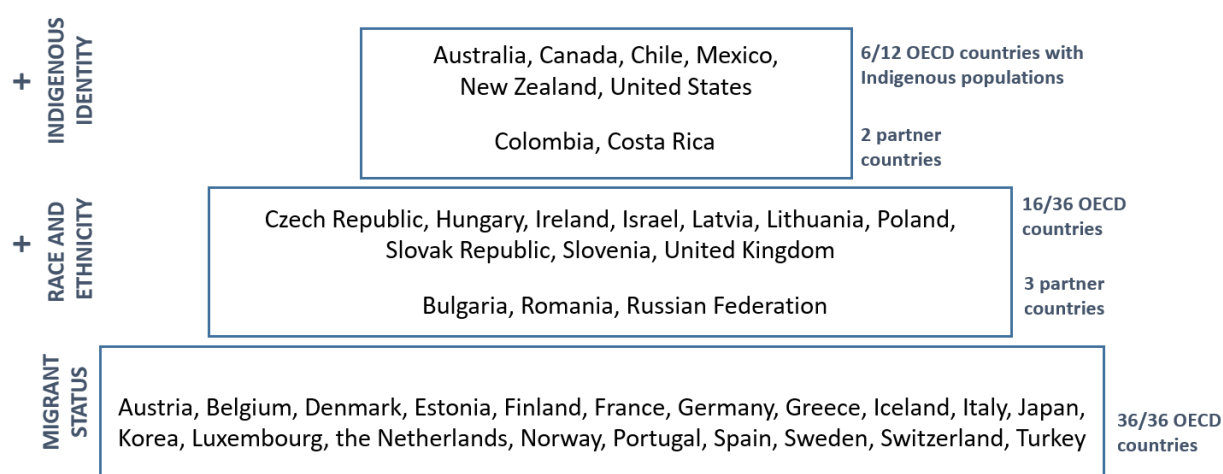 + INDIGENOUS
IDENTITY
Australia, Canada, Chile, Mexico,
New Zealand, United States
Colombia, Costa Rica
6/12 OECD countries with
Indigenous populations
2 partner
countries
+ RACE AND
ETHNICITY
Czech Republic, Hungary, Ireland, Israel, Latvia, Lithuania, Poland,
Slovak Republic, Slovenia, United Kingdom
Bulgaria, Romania, Russian Federation
16/36 OECD
countries
3 partner
countries
MIGRANT
STATUS
Austria, Belgium, Denmark, Estonia, Finland, France, Germany, Greece, Iceland, Italy, Japan,
Korea, Luxembourg, the Netherlands, Norway, Portugal, Spain, Sweden, Switzerland, Turkey
36/36 OECD
countries